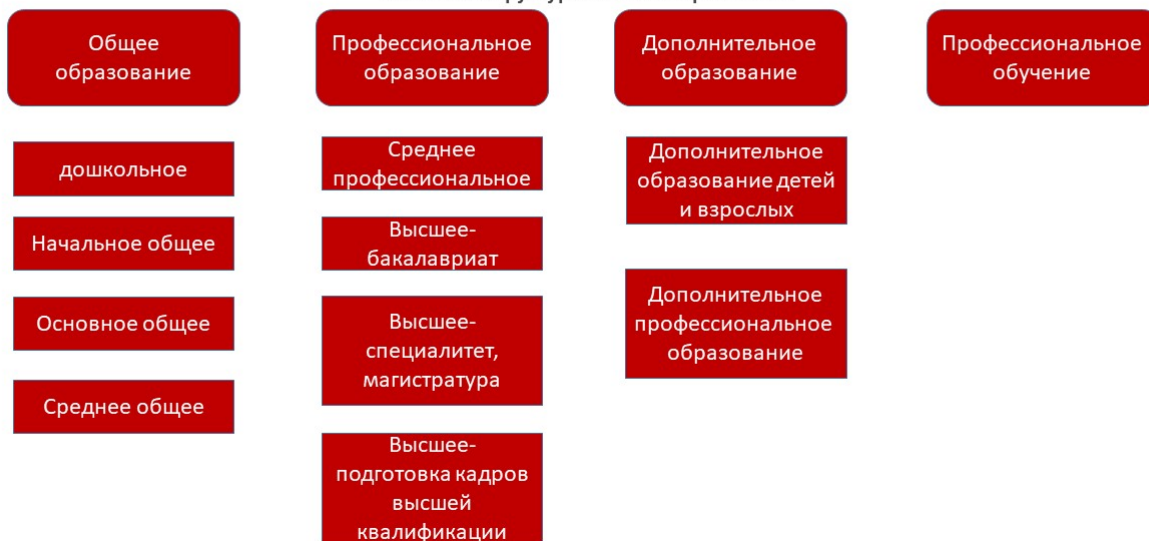 Общее
образование
Профессиональное
образование
Дополнительное
образование
Профессиональное
обучение
дошкольное
Начальное общее
Основное общее
Среднее общее
Среднее
профессиональное
Высшее-
бакалавриат
Высшее-
специалитет,
магистратура
Высшее-
подготовка кадров
высшей
квалификации
Дополнительное
образование детей
и взрослых
Дополнительное
профессиональное
образование